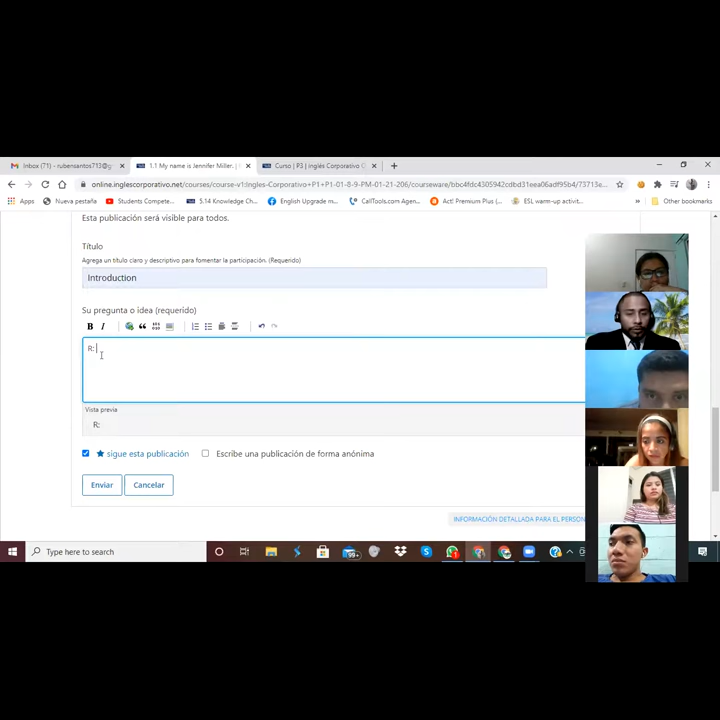 Inbox (71) - rubensantos713@g
1.1 My name is Jennifer Miller. |
Curso | P3 | Inglés Corporativo
online.inglescorporativo.net/courses/course-v1:Ingles-Corporativo+P1+P1-01-8-9-PM-01-21-206/courseware/bbc4fdc4305942cdbd31eea06adf95b4/73713e...
Apps
Nueva pestaña
Students Compete...
5.14 Knowledge Ch...
English Upgrade m...
CallTools.com Agen...
Act! Premium Plus (...
ESL warm-up activit...
»
Other bookmarks
Esta publicación será visible para todos.
Título
Agrega un título claro y descriptivo para fomentar la participación. (Requerido)
Introduction
Su pregunta o idea (requerido)
B I
R:
Vista previa
R:
sigue esta publicación
Escribe una publicación de forma anónima
Enviar
Cancelar
INFORMACIÓN DETALLADA PARA EL PERSON
Type here to search
99+